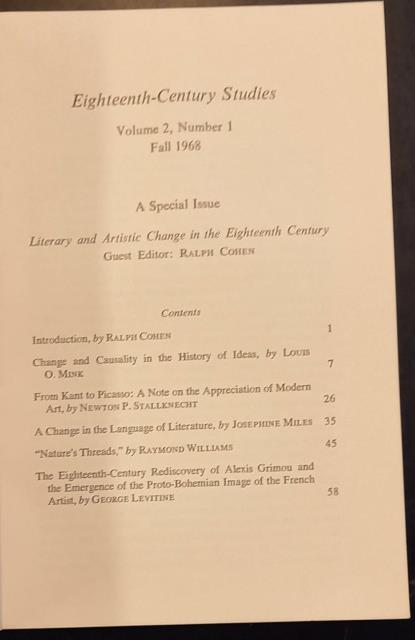 Eighteenth-Century Studies
Volume 2, Number 1
Fall 1968
A Special Issue
Literary and Artistic Change in the Eighteenth Century
Guest Editor: RALPH COHEN
Contents
Introduction, by RALPH COHEN 1
Change and Causality in the History of Ideas, by LOUIS
O. MINK 7
From Kant to Picasso: A Note on the Appreciation of Modern
Art, by NEWTON P. STALLKNECHT 26
A Change in the Language of Literature, by JOSEPHINE MILES 35
"Nature's Threads," by RAYMOND WILLIAMS 45
The Eighteenth-Century Rediscovery of Alexis Grimou and
the Emergence of the Proto-Bohemian Image of the French
Artist, by GEORGE LEVITINE 58